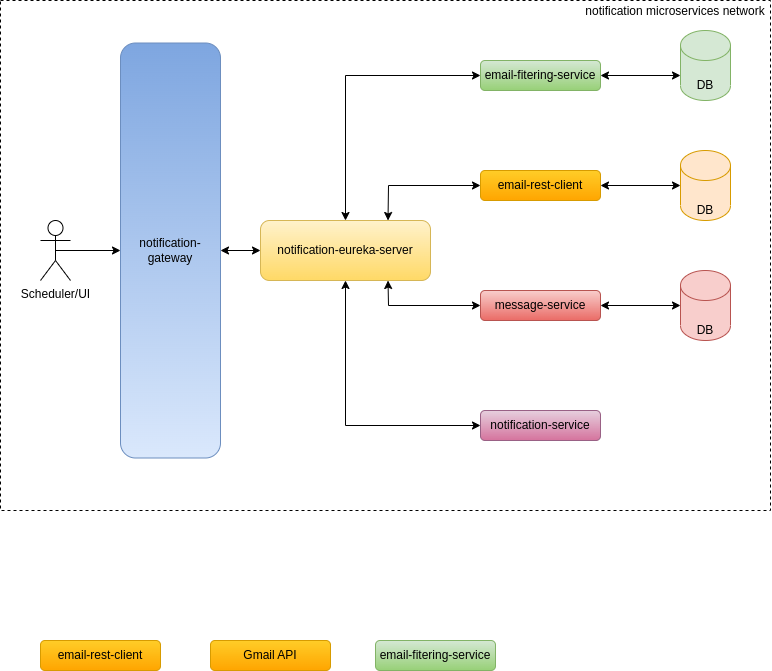 notification microservices network
email-fitering-service
DB
email-rest-client
DB
notification-
gateway
notification-eureka-server
Scheduler/UI
message-service
DB
notification-service
email-rest-client
Gmail API
email-fitering-service